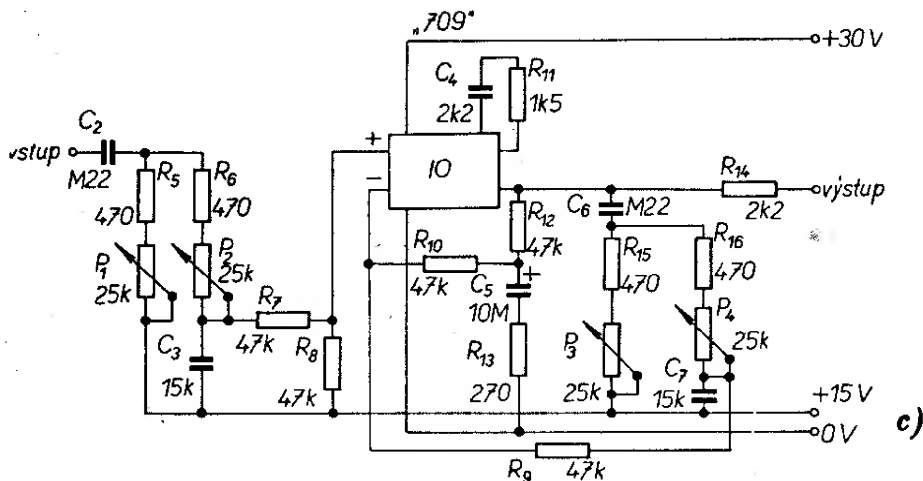 „709“
+30V
C4
2k2
R11
1k5
C2
vstup
M22
R5
470
R6
470
+
–
IO
R14
2k2
výstup
C6
M22
R12
47k
R10
47k
R15
470
R16
470
P1
25k
P2
25k
R7
47k
C5
+
10M
P3
25k
P4
25k
C3
15k
R8
47k
R13
270
C7
15k
+15V
0V
c)
R9
47k